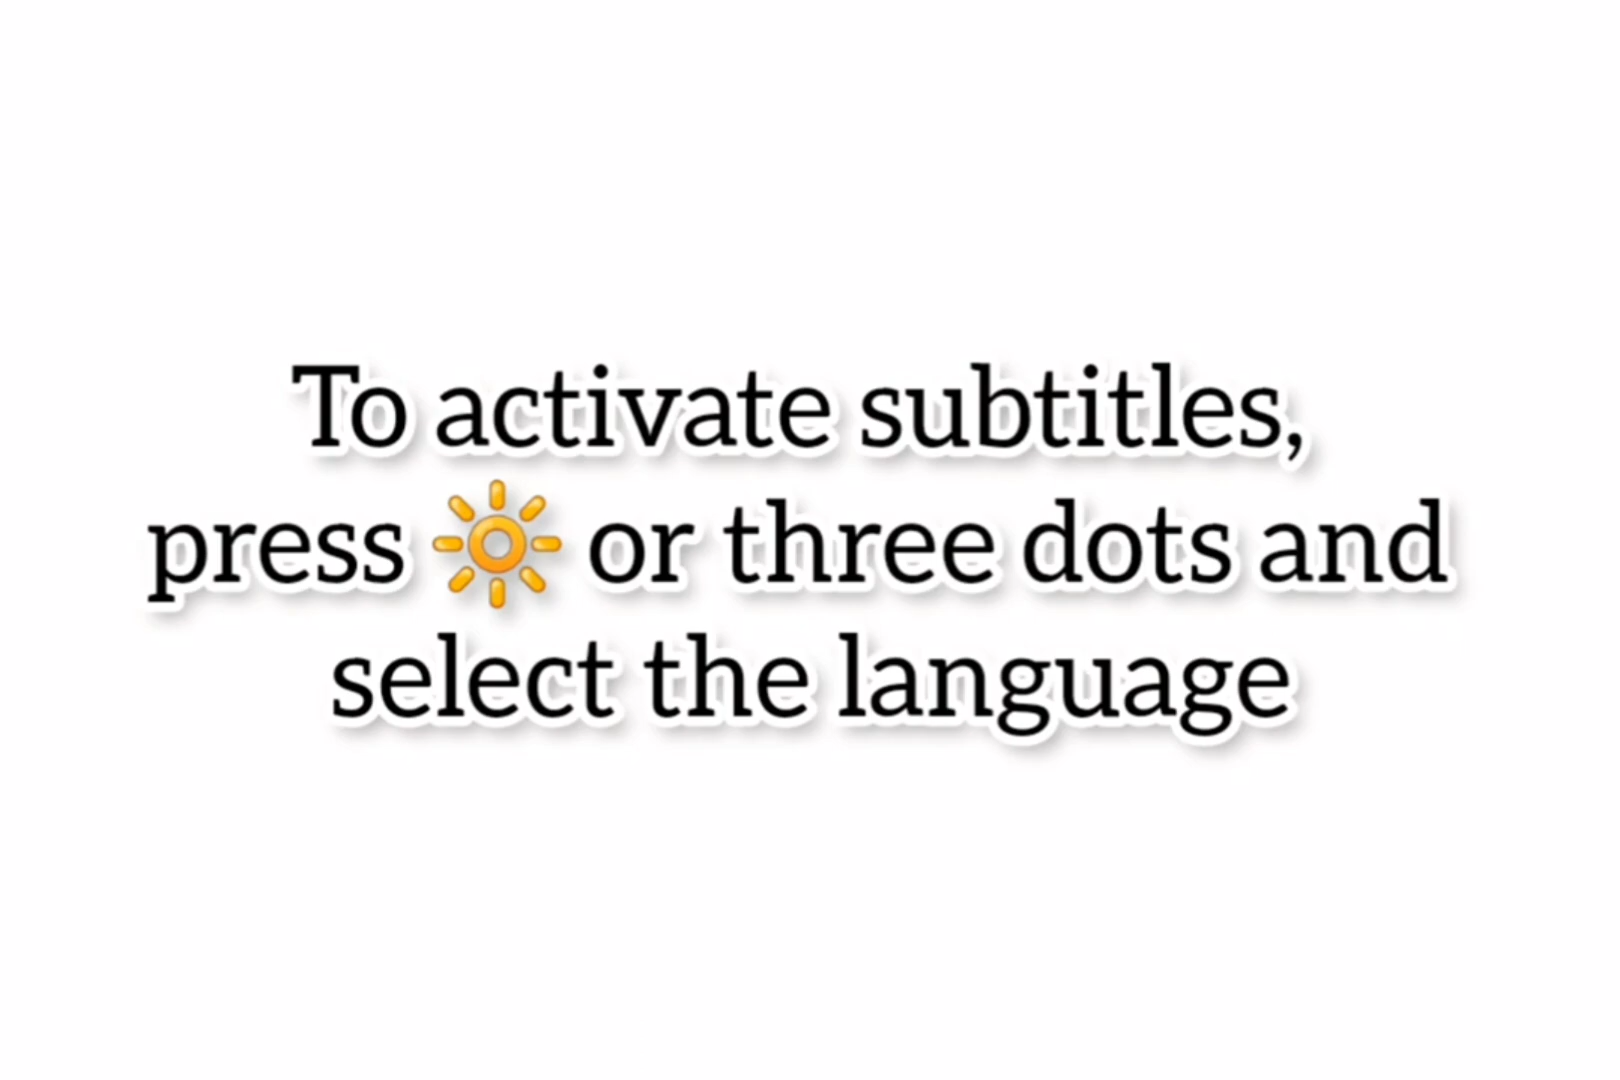 To activate subtitles,
press 🔆 or three dots and
select the language